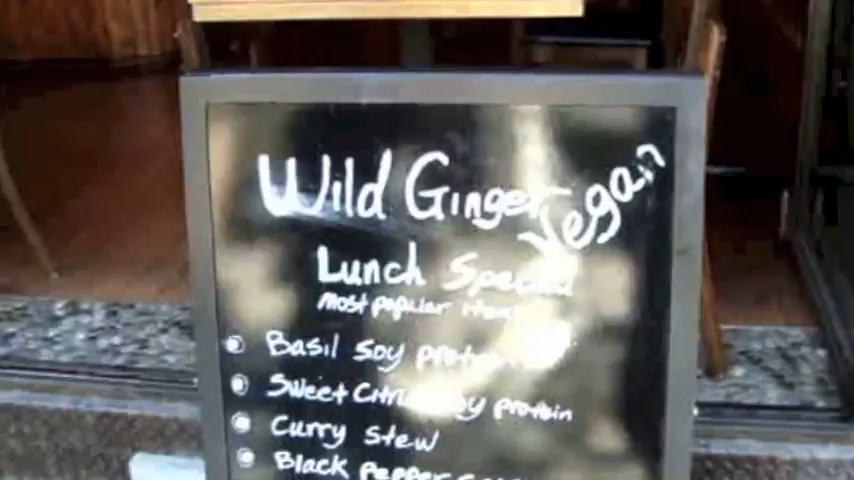 Wild Ginger Vegan
Lunch Special
Most popular items
Basil Soy protein
Sweet Citrus Soy protein
Curry Stew
Black Pepper